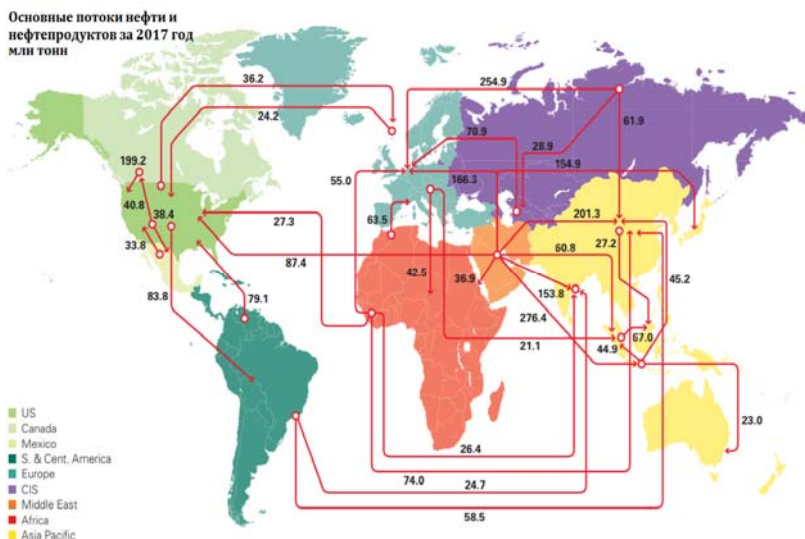 Основные потоки нефти и
нефтепродуктов за 2017 год
млн тонн
36.2
254.9
24.2
61.9
70.9
28.9
154.9
199.2
55.0
166.3
40.8
38.4
27.3
63.5
201.3
27.2
33.8
87.4
42.5
36.9
60.8
45.2
83.8
79.1
153.8
276.4
21.1
44.9
67.0
23.0
26.4
74.0
24.7
58.5
US
Canada
Mexico
S. & Cent. America
Europe
CIS
Middle East
Africa
Asia Pacific